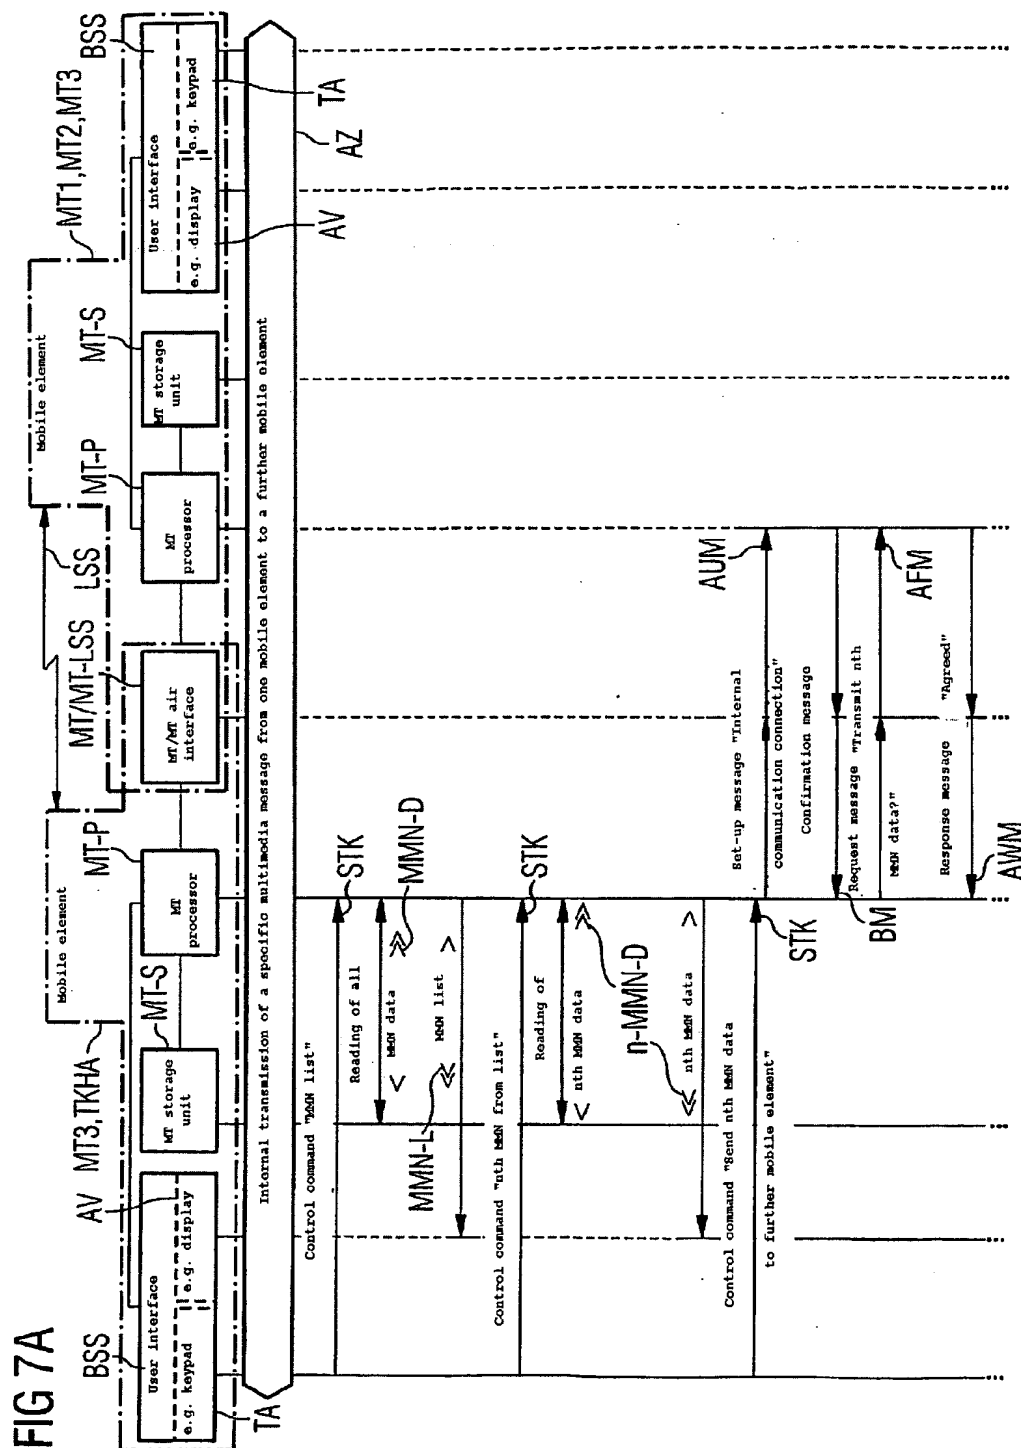 FIG 7A
BSS
TA
AV
MT3,TKHA
MT-S
MT-P
MT/MT-LSS
LSS
MT-P
MT-S
MT1,MT2,MT3
AV
TA
BSS
AZ
Mobile element
Mobile element
User interface
e.g. keypad
e.g. display
MT storage
unit
MT
processor
MT/MT air
interface
MT
processor
MT storage
unit
User interface
e.g. display
e.g. keypad
Internal transmision of a specific multimedia message from one mobile element to a further mobile element
Control command "MMN list"
STK
Reading of all
< MMN data >>
MMN-D
<< MMN list >
MMN-L
Control command "nth MMN from list"
STK
Reading of
< nth MMN data >>
n-MMN-D
<< nth MMN data >
Control command "Send nth MMN data
to further mobile element"
STK
Set-up message "Internal
communication connection"
AUM
Confirmation message
BM
Request message "Transmit nth
MMN data?"
AFM
Response message "Agreed"
AWM